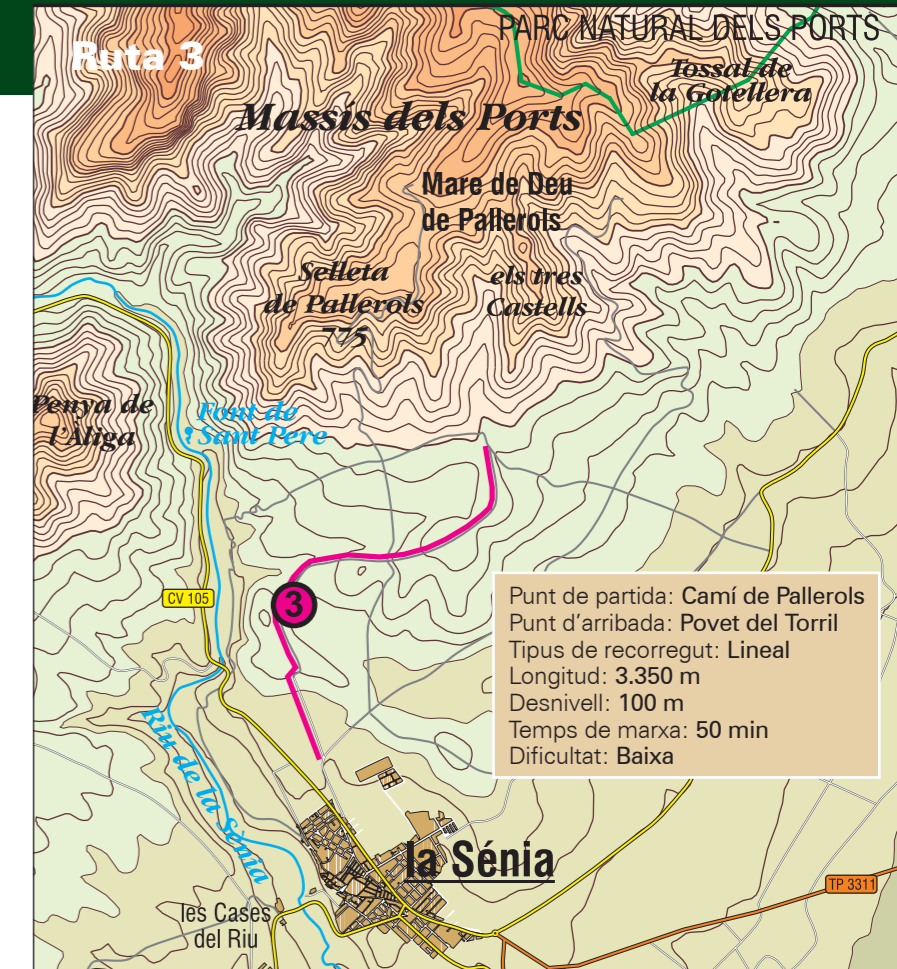 Ruta 3
PARC NATURAL DELS PORTS
Tossal de
la Gotellera
Massís dels Ports
Mare de Deu
de Pallerols
Selleta
de Pallerols
775
els tres
Castells
Penya de
l'Àliga
Font de
Sant Pere
CV 105
3
Punt de partida: Camí de Pallerols
Punt d'arribada: Povet del Torril
Tipus de recorregut: Lineal
Longitud: 3.350 m
Desnivell: 100 m
Temps de marxa: 50 min
Dificultat: Baixa
Riu de la Sènia
la Sénia
TP 3311
les Cases
del Riu